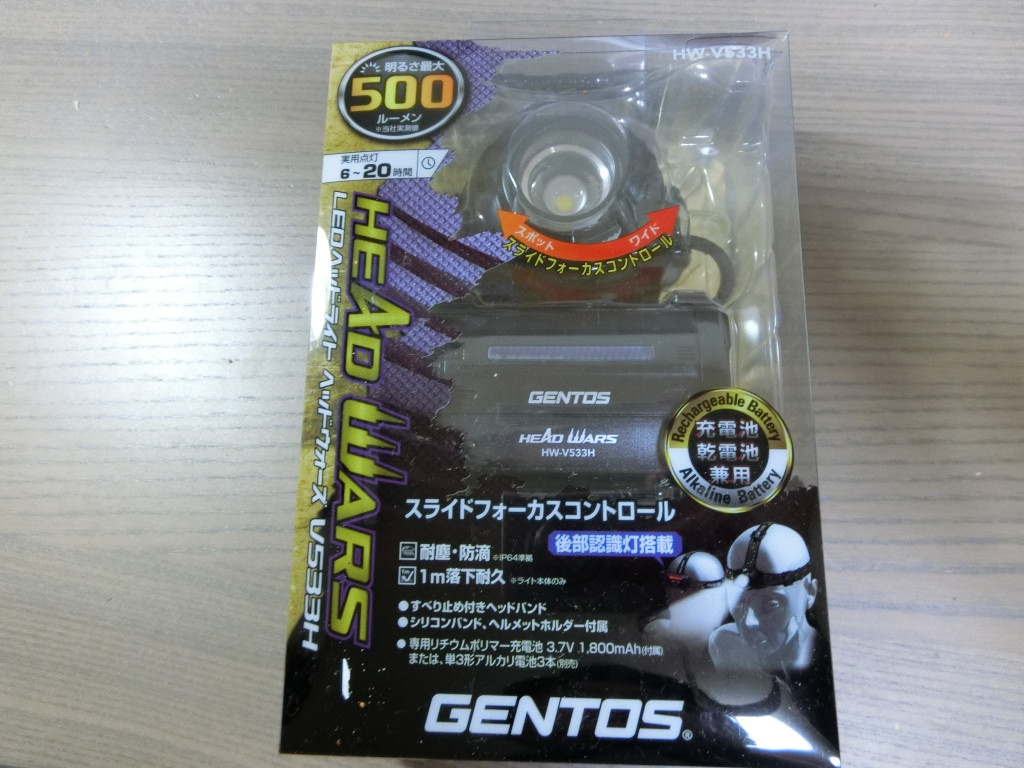 HW-V533H
明るさ最大
500
ルーメン
※当社実測値
実用点灯
6～20時間
HEAD WARS
LEDヘッドライト ヘッドウォーズ V533H
スポット
ワイド
スライドフォーカスコントロール
GENTOS
HEAD WARS
HW-V533H
Rechargeable Battery
充電池
乾電池
兼用
Alkaline Battery
スライドフォーカスコントロール
後部認識灯搭載
耐塵・防滴 ※IP64準拠
1m落下耐久 ※ライト本体のみ
●すべり止め付きヘッドバンド
●シリコンバンド、ヘルメットホルダー付属
●専用リチウムポリマー充電池 3.7V 1,800mAh(付属)
または、単3形アルカリ電池3本(別売)
GENTOS®